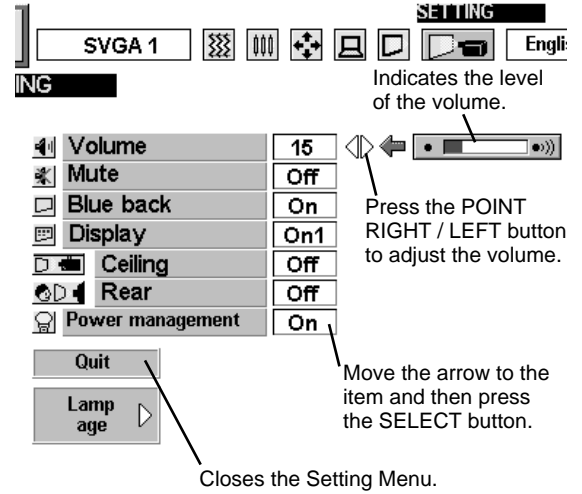 SETTING
SVGA 1
ING
Indicates the level
of the volume.
Volume 15
Mute Off
Blue back On
Display On1
Ceiling Off
Rear Off
Power management On
Press the POINT
RIGHT / LEFT button
to adjust the volume.
Quit
Lamp
age
Move the arrow to the
item and then press
the SELECT button.
Closes the Setting Menu.